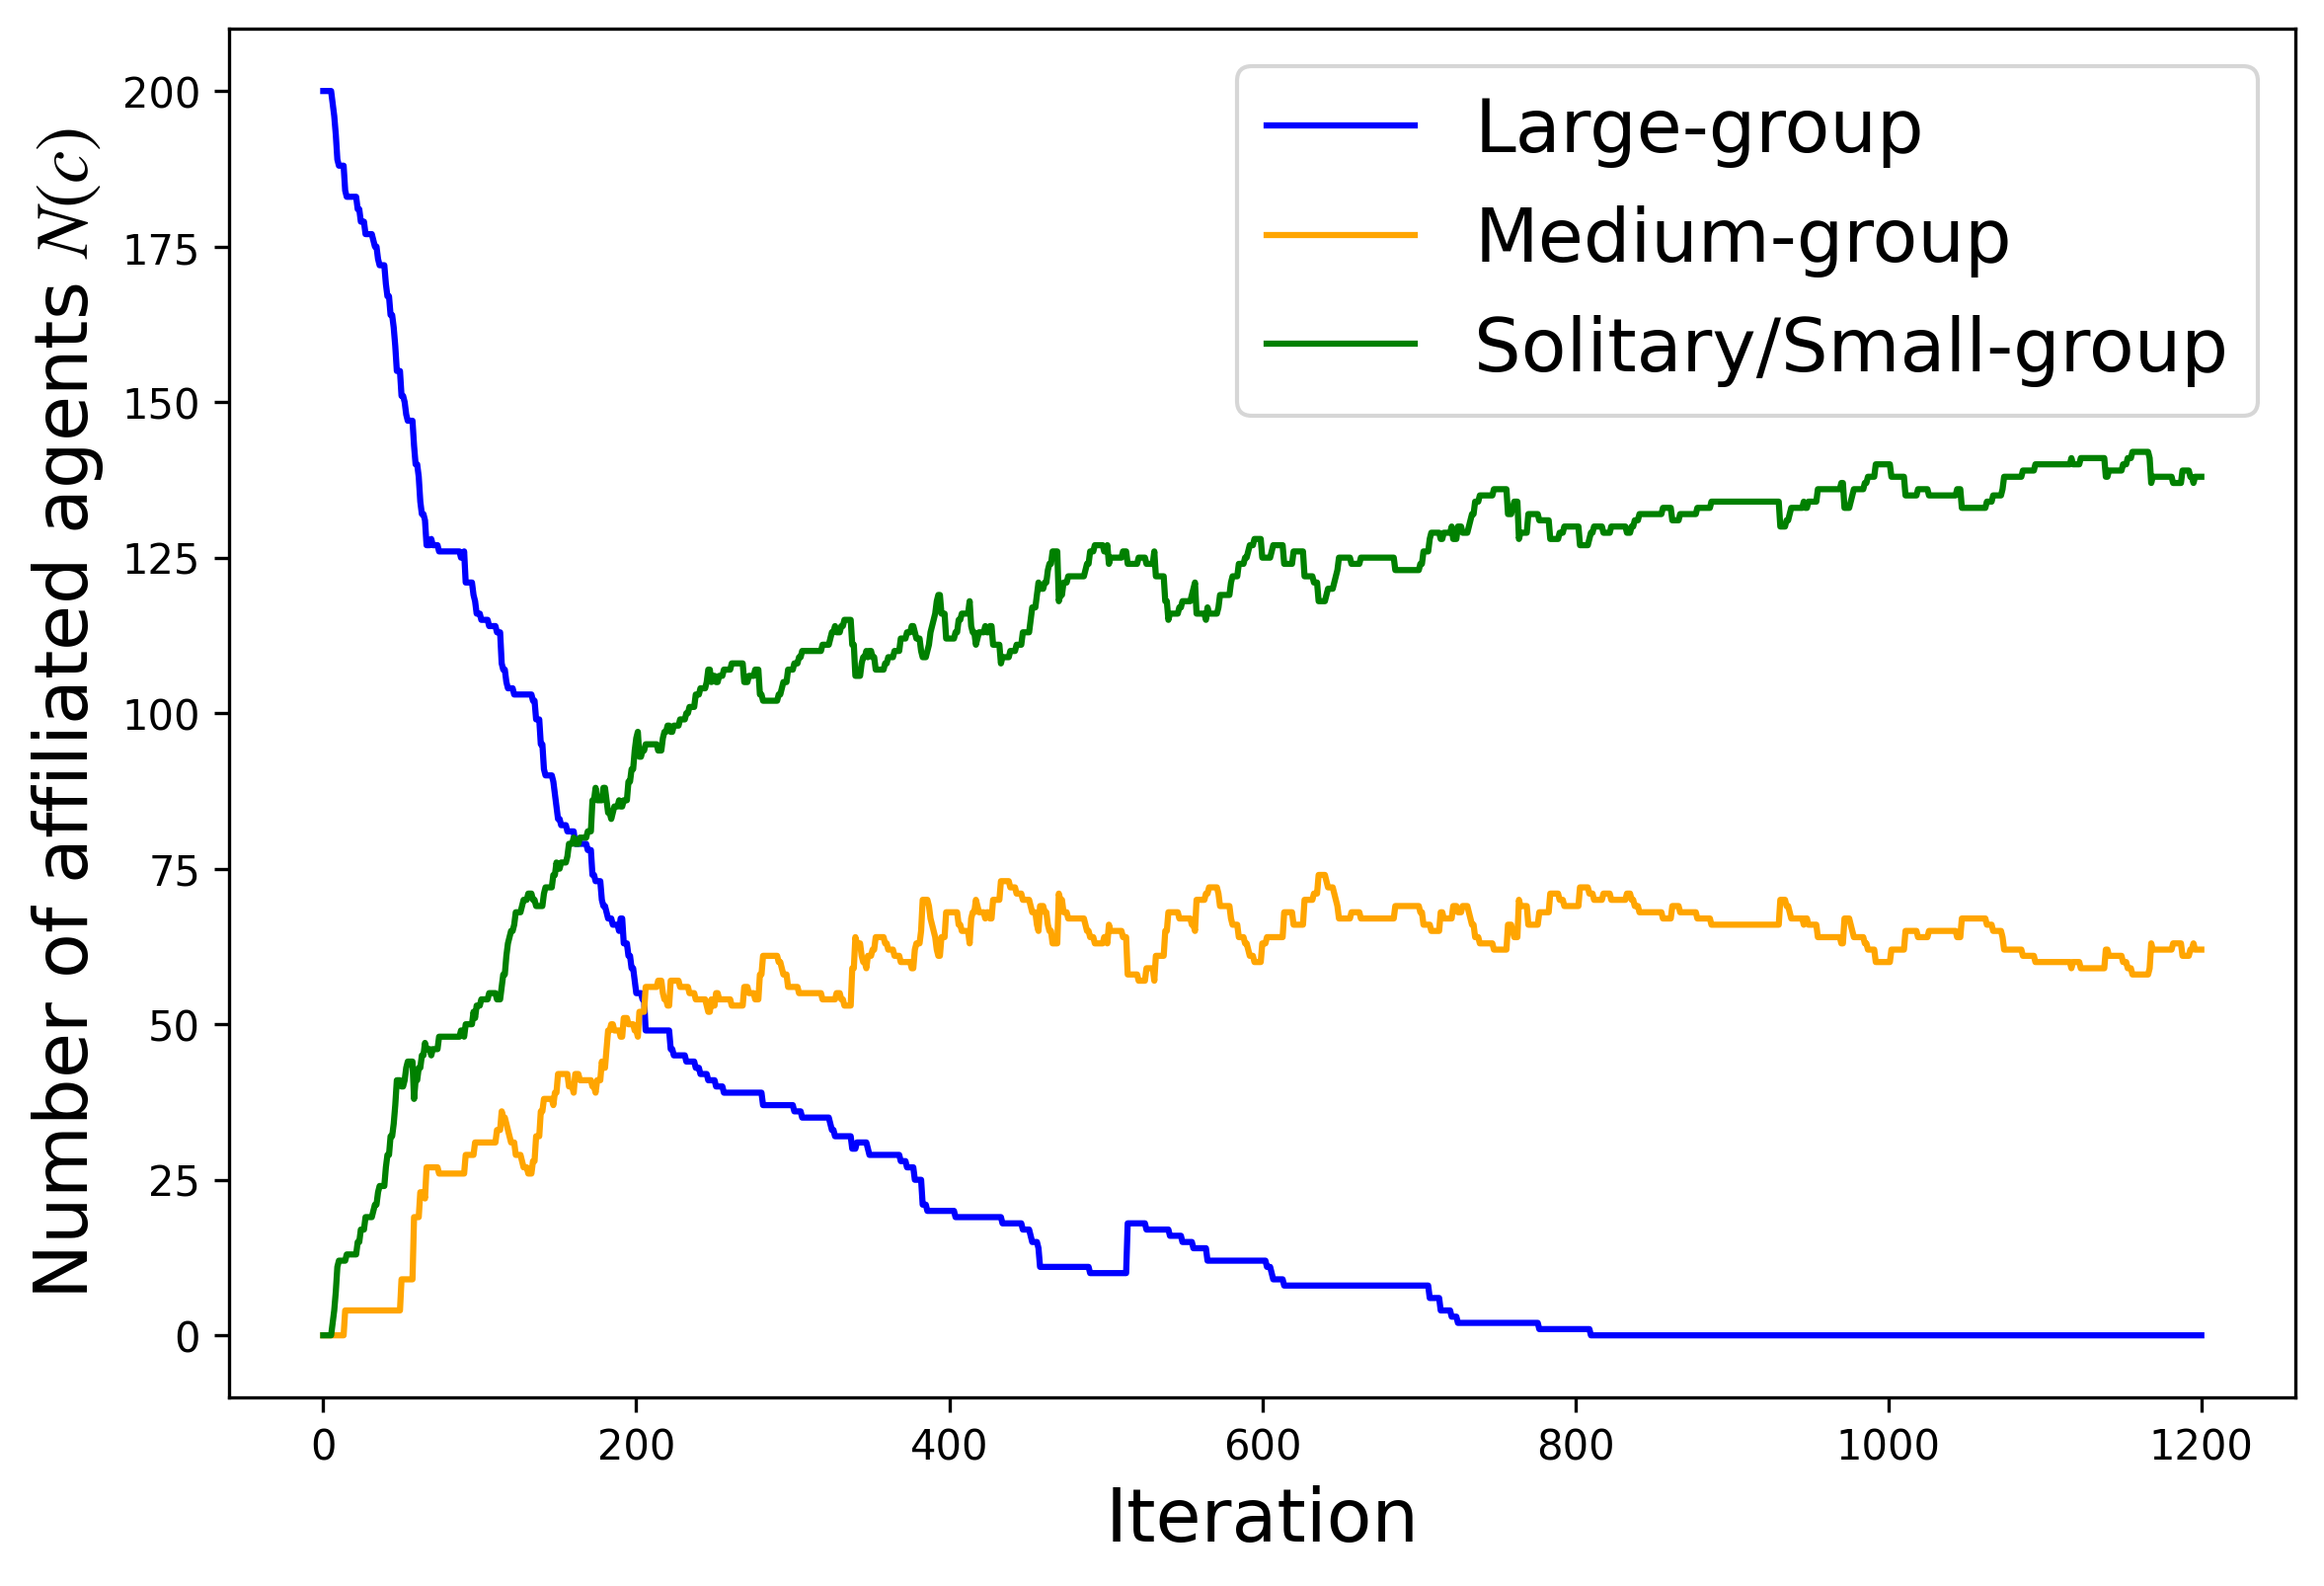 Number of affiliated agents N(c)
200
175
150
125
100
75
50
25
0
Large-group
Medium-group
Solitary/Small-group
0 200 400 600 800 1000 1200
Iteration